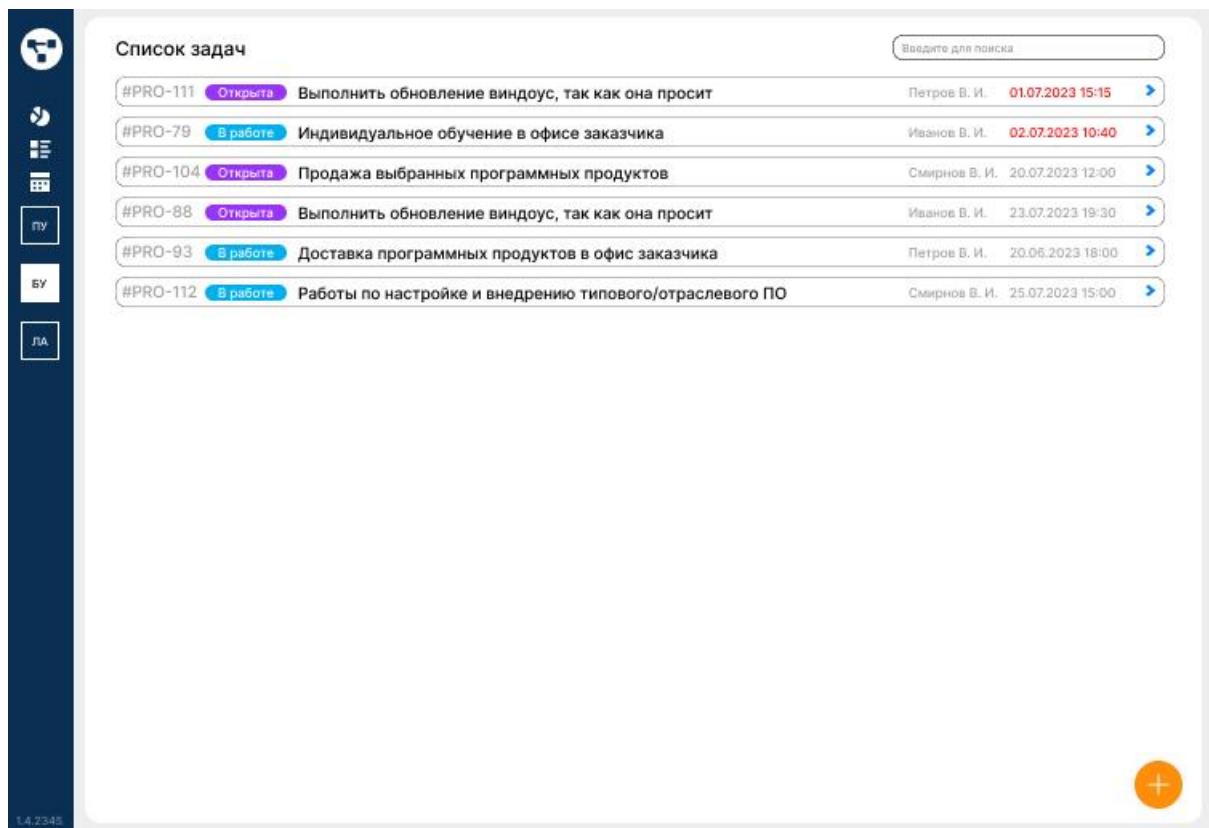 Список задач
Введите для поиска
#PRO-111 Открыта Выполнить обновление виндоус, так как она просит Петров В. И. 01.07.2023 15:15
#PRO-79 В работе Индивидуальное обучение в офисе заказчика Иванов В. И. 02.07.2023 10:40
#PRO-104 Открыта Продажа выбранных программных продуктов Смирнов В. И. 20.07.2023 12:00
#PRO-88 Открыта Выполнить обновление виндоус, так как она просит Иванов В. И. 23.07.2023 19:30
#PRO-93 В работе Доставка программных продуктов в офис заказчика Петров В. И. 20.06.2023 18:00
#PRO-112 В работе Работы по настройке и внедрению типового/отраслевого ПО Смирнов В. И. 25.07.2023 15:00
ПУ
БУ
ЛА
1.4.2345